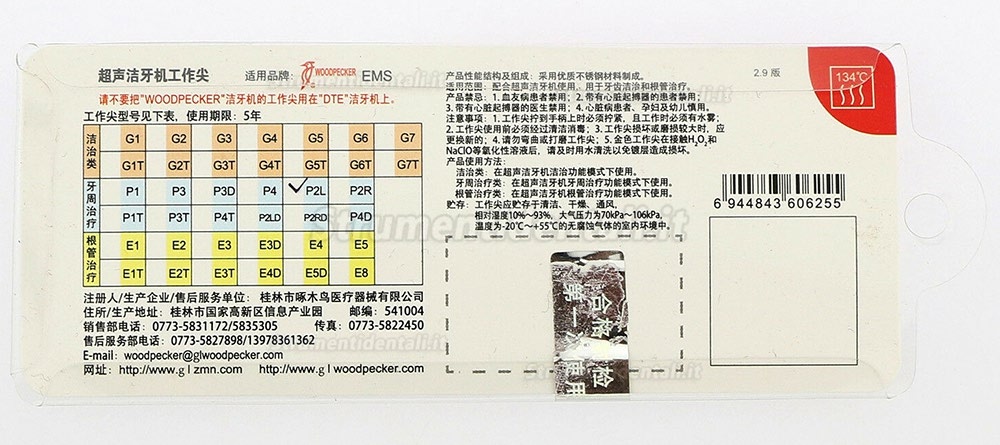 超声洁牙机工作尖 适用品牌: WOODPECKER EMS
请不要把"WOODPECKER"洁牙机的工作尖用在"DTE"洁牙机上。
工作尖型号见下表，使用期限: 5年
洁治类 G1 G2 G3 G4 G5 G6 G7
G1T G2T G3T G4T G5T G6T G7T
牙周治疗 P1 P3 P3D P4 P2L P2R
P1T P3T P4T P2LD P2RD P4D
根管治疗 E1 E2 E3 E3D E4 E5
E1T E2T E3T E4D E5D E8
注册人/生产企业/售后服务单位: 桂林市啄木鸟医疗器械有限公司
住所/生产地址: 桂林市国家高新区信息产业园 邮编: 541004
销售部电话: 0773-5831172/5835305 传真: 0773-5822450
售后服务部电话: 0773-5827898/13978361362
E-mail: woodpecker@glwoodpecker.com
网址: http://www.glzmn.com http://www.glwoodpecker.com
产品性能结构及组成: 采用优质不锈钢材料制成。
适用范围: 配合超声洁牙机使用，用于牙齿洁治和根管治疗。
产品禁忌: 1.血友病患者禁用; 2.带有心脏起搏器的患者禁用;
3.带有心脏起搏器的医生禁用; 4.心脏病患者、孕妇及幼儿慎用。
注意事项: 1.工作尖拧到手柄上时必须拧紧，且工作时必须有水雾;
2.工作尖使用前必须经过清洁消毒; 3.工作尖损坏或磨损较大时，应
更换新的; 4.请勿弯曲或打磨工作尖; 5.金色工作尖在接触H₂O₂和
NaClO等氧化性溶液后，请及时用水清洗以免镀层造成损坏。
产品使用方法:
洁治类: 在超声洁牙机洁治功能模式下使用。
牙周治疗类: 在超声洁牙机牙周治疗功能模式下使用。
根管治疗类: 在超声洁牙机根管治疗功能模式下使用。
贮存: 工作尖应贮存于清洁、干燥、通风，
相对湿度10%~93%，大气压力为70kPa~106kPa，
温度为-20℃~+55℃的无腐蚀气体的室内环境中。
2.9 版
134℃
6 944843 606255
合格 检
第一 使用
Strumentidentali.it